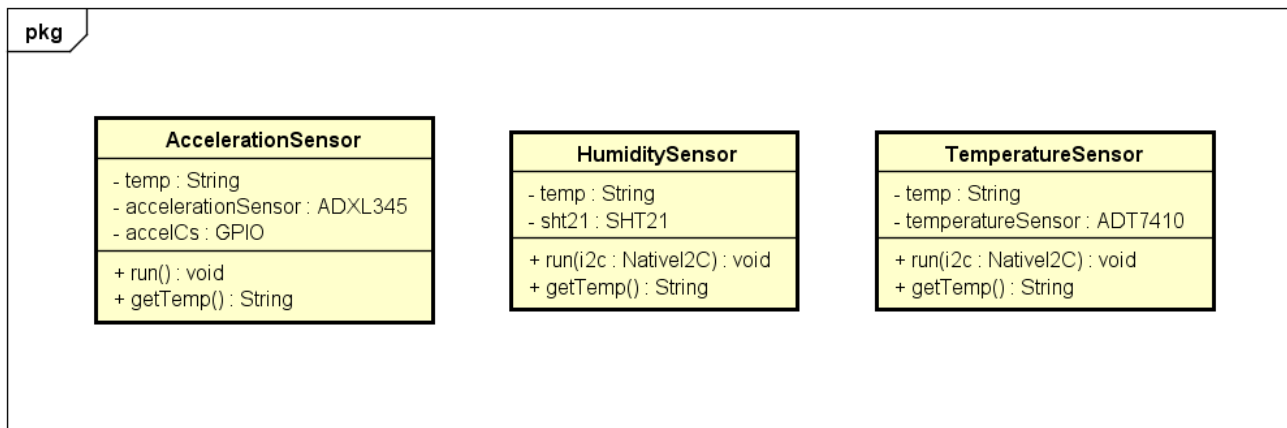 pkg
AccelerationSensor
- temp : String
- accelerationSensor : ADXL345
- accelCs : GPIO
+ run() : void
+ getTemp() : String
HumiditySensor
- temp : String
- sht21 : SHT21
+ run(i2c : NativeI2C) : void
+ getTemp() : String
TemperatureSensor
- temp : String
- temperatureSensor : ADT7410
+ run(i2c : NativeI2C) : void
+ getTemp() : String